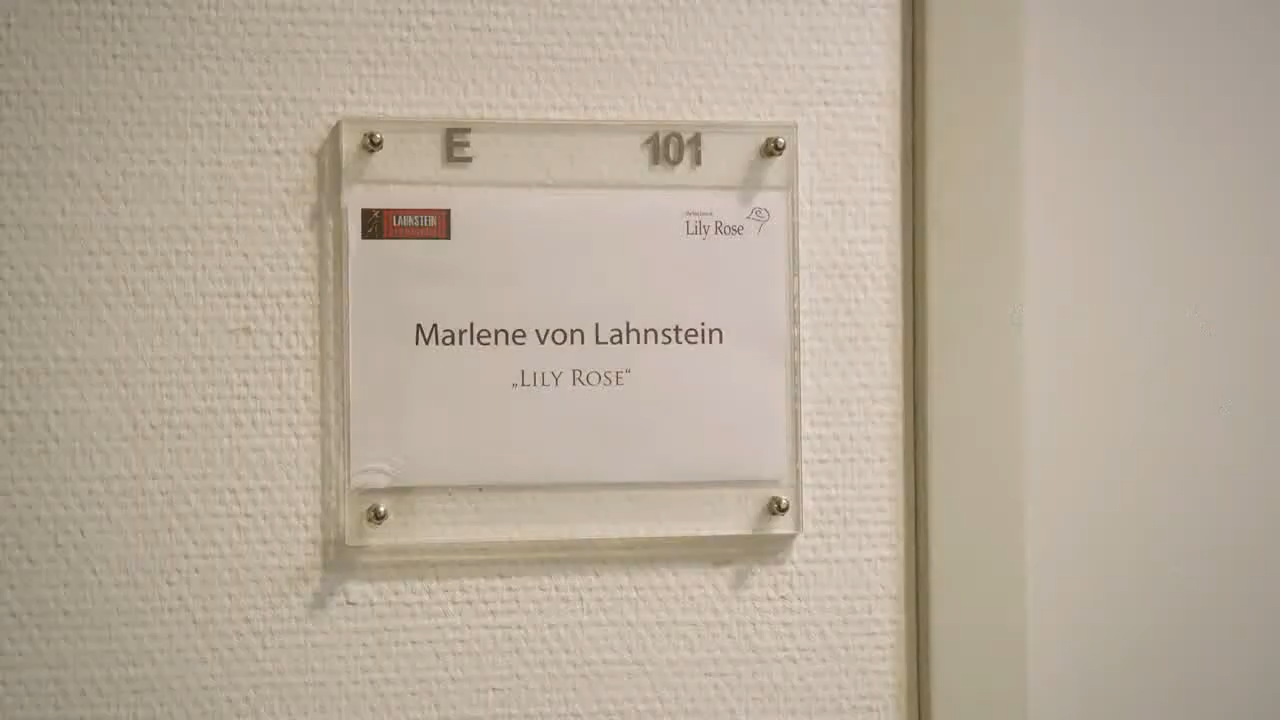 E 101
LAHNSTEIN
Lily Rose
Marlene von Lahnstein
„LILY ROSE“